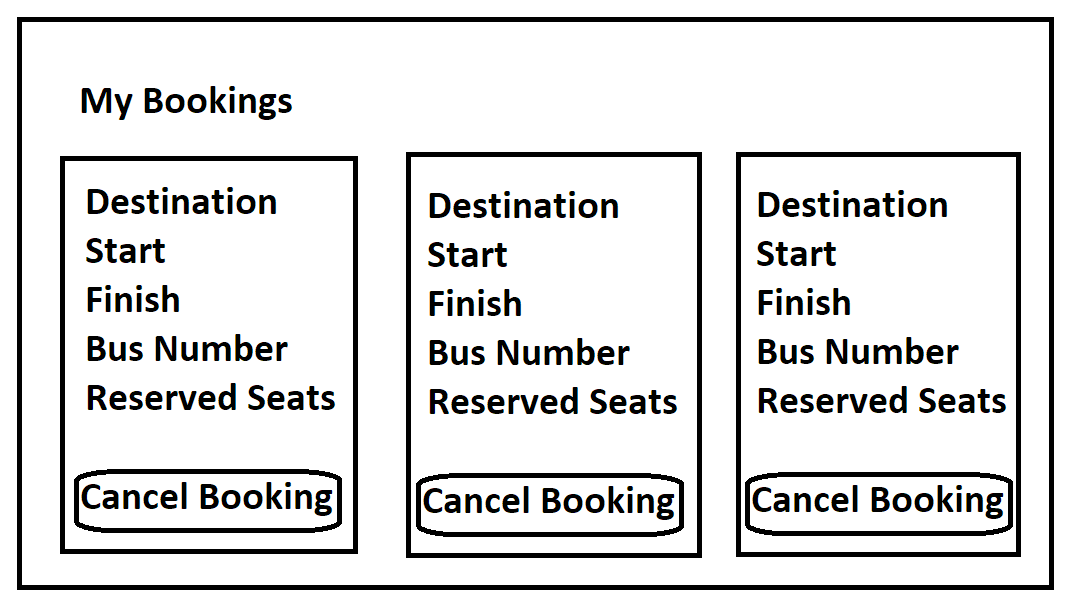 My Bookings
Destination
Start
Finish
Bus Number
Reserved Seats
Cancel Booking
Destination
Start
Finish
Bus Number
Reserved Seats
Cancel Booking
Destination
Start
Finish
Bus Number
Reserved Seats
Cancel Booking